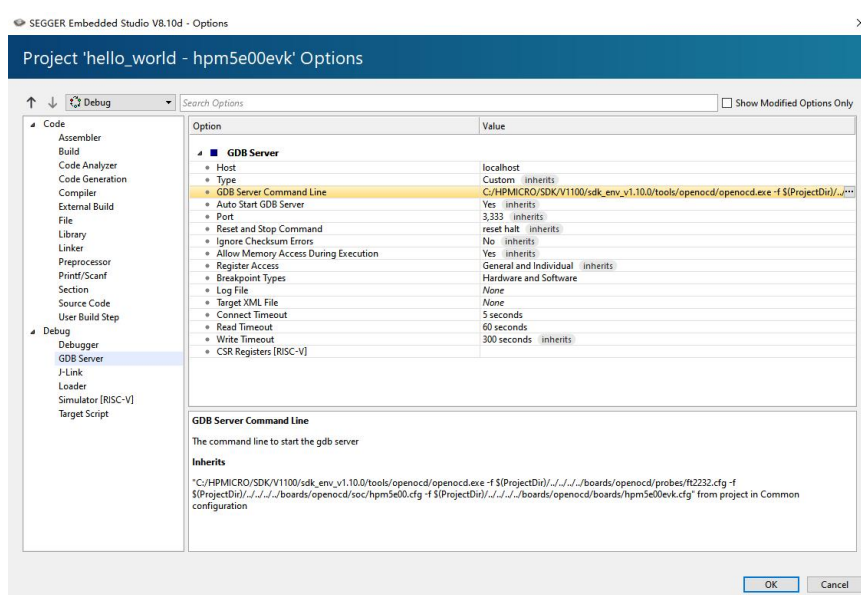 SEGGER Embedded Studio V8.10d - Options
Project 'hello_world - hpm5e00evk' Options
Debug
Search Options
Show Modified Options Only
Code
Assembler
Build
Code Analyzer
Code Generation
Compiler
External Build
File
Library
Linker
Preprocessor
Printf/Scanf
Section
Source Code
User Build Step
Debug
Debugger
GDB Server
J-Link
Loader
Simulator [RISC-V]
Target Script
Option Value
GDB Server
Host localhost
Type Custom inherits
GDB Server Command Line C:/HPMICRO/SDK/V1100/sdk_env_v1.10.0/tools/openocd/openocd.exe -f $(ProjectDir)/../ ...
Auto Start GDB Server Yes inherits
Port 3,333 inherits
Reset and Stop Command reset halt inherits
Ignore Checksum Errors No inherits
Allow Memory Access During Execution Yes inherits
Register Access General and Individual inherits
Breakpoint Types Hardware and Software
Log File None
Target XML File None
Connect Timeout 5 seconds
Read Timeout 60 seconds
Write Timeout 300 seconds inherits
CSR Registers [RISC-V]
GDB Server Command Line
The command line to start the gdb server
Inherits
"C:/HPMICRO/SDK/V1100/sdk_env_v1.10.0/tools/openocd/openocd.exe -f $(ProjectDir)/../../../../boards/openocd/probes/ft2232.cfg -f
$(ProjectDir)/../../../../boards/openocd/soc/hpm5e00.cfg -f $(ProjectDir)/../../../../boards/openocd/boards/hpm5e00evk.cfg" from project in Common
configuration
OK Cancel